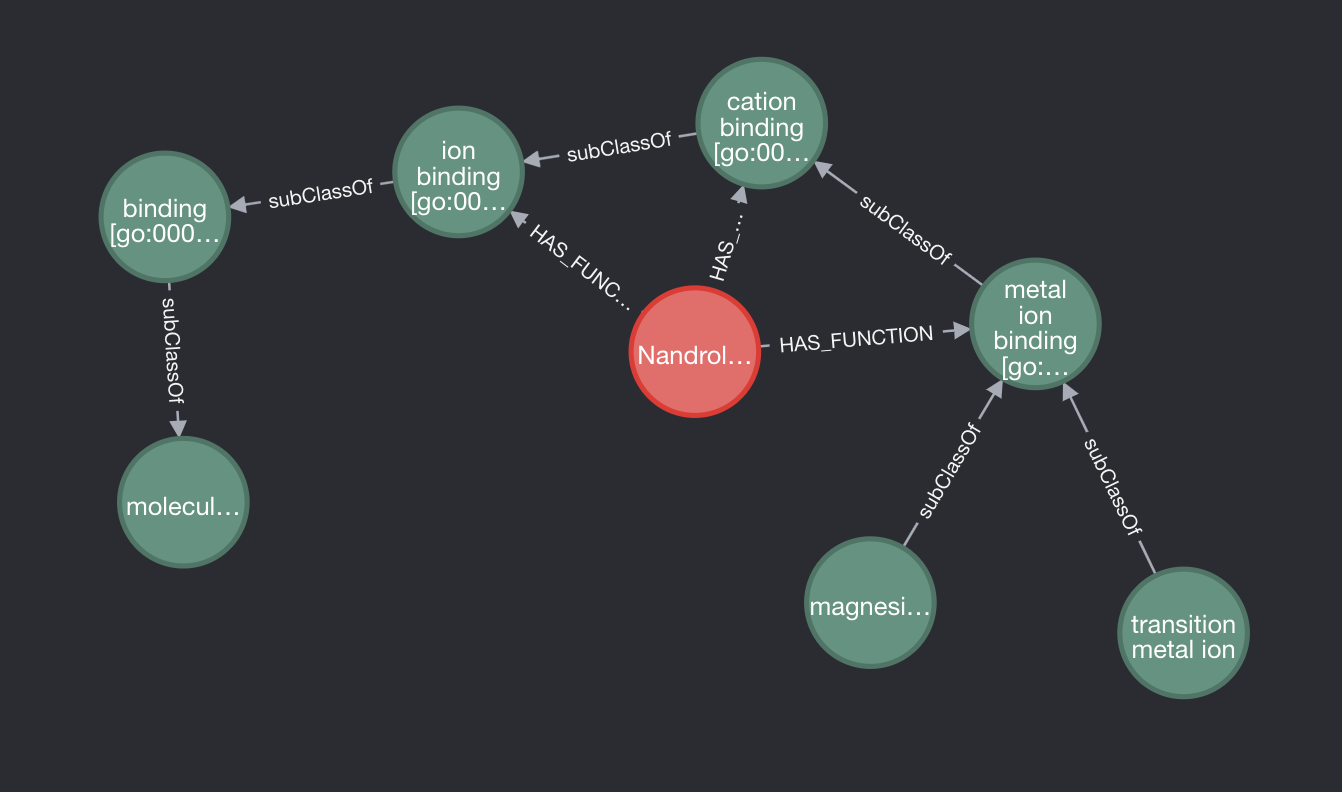 cation
binding
[go:00…
subClassOf
ion
binding
[go:00…
subClassOf
binding
[go:000…
HAS_FUNC…
HAS_…
subClassOf
metal
ion
binding
[go:…
Nandrol…
HAS_FUNCTION
subClassOf
molecul…
subClassOf
subClassOf
magnesi…
transition
metal ion